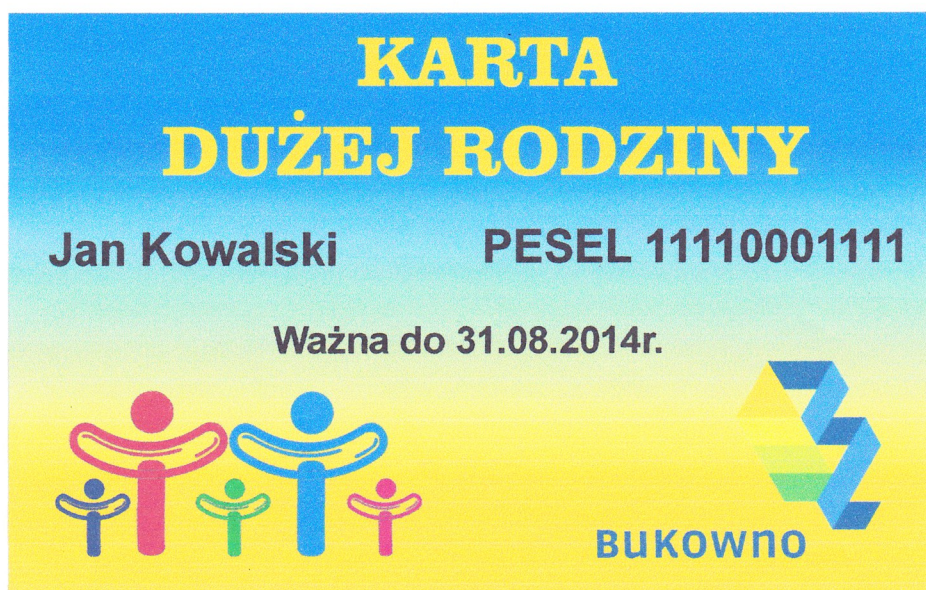 KARTA
DUŻEJ RODZINY
Jan Kowalski PESEL 11110001111
Ważna do 31.08.2014r.
BUKOWNO